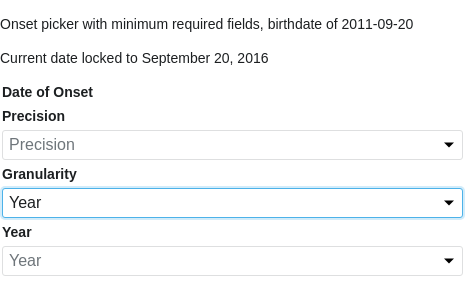 Onset picker with minimum required fields, birthdate of 2011-09-20
Current date locked to September 20, 2016
Date of Onset
Precision
Precision
Granularity
Year
Year
Year